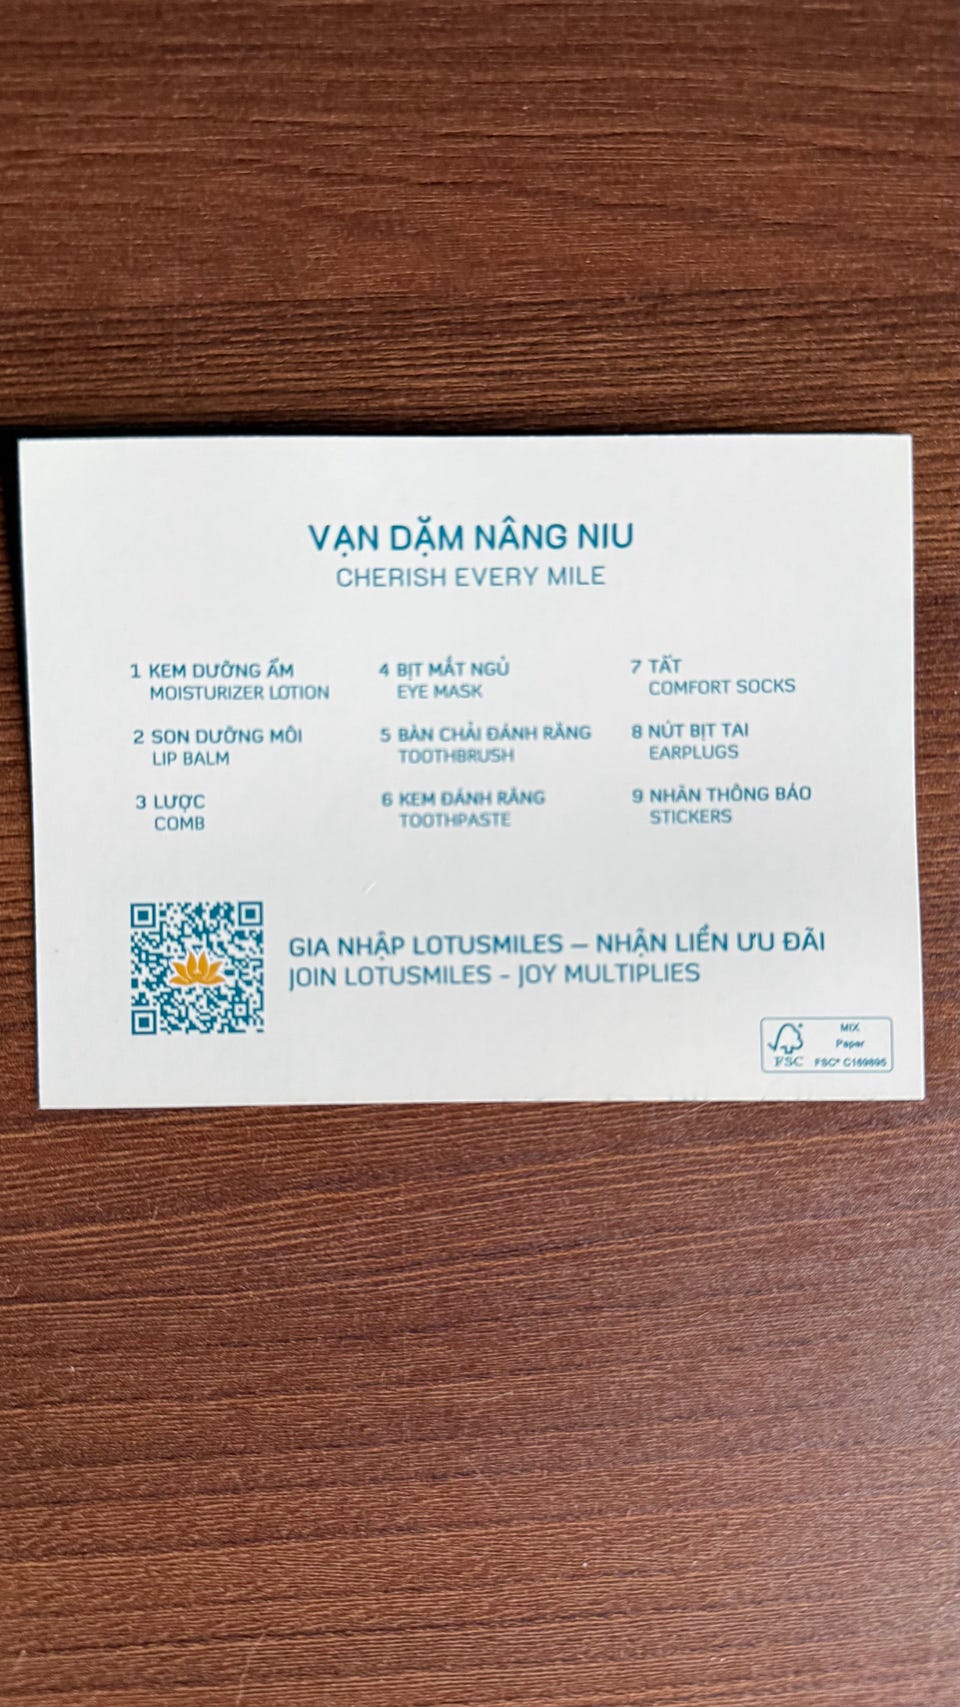 VẠN DẶM NÂNG NIU
CHERISH EVERY MILE
1 KEM DƯỠNG ẨM
MOISTURIZER LOTION
2 SON DƯỠNG MÔI
LIP BALM
3 LƯỢC
COMB
4 BỊT MẮT NGỦ
EYE MASK
5 BÀN CHẢI ĐÁNH RĂNG
TOOTHBRUSH
6 KEM ĐÁNH RĂNG
TOOTHPASTE
7 TẤT
COMFORT SOCKS
8 NÚT BỊT TAI
EARPLUGS
9 NHÃN THÔNG BÁO
STICKERS
GIA NHẬP LOTUSMILES – NHẬN LIỀN ƯU ĐÃI
JOIN LOTUSMILES - JOY MULTIPLIES
MIX
Paper
FSC
FSC® C169895